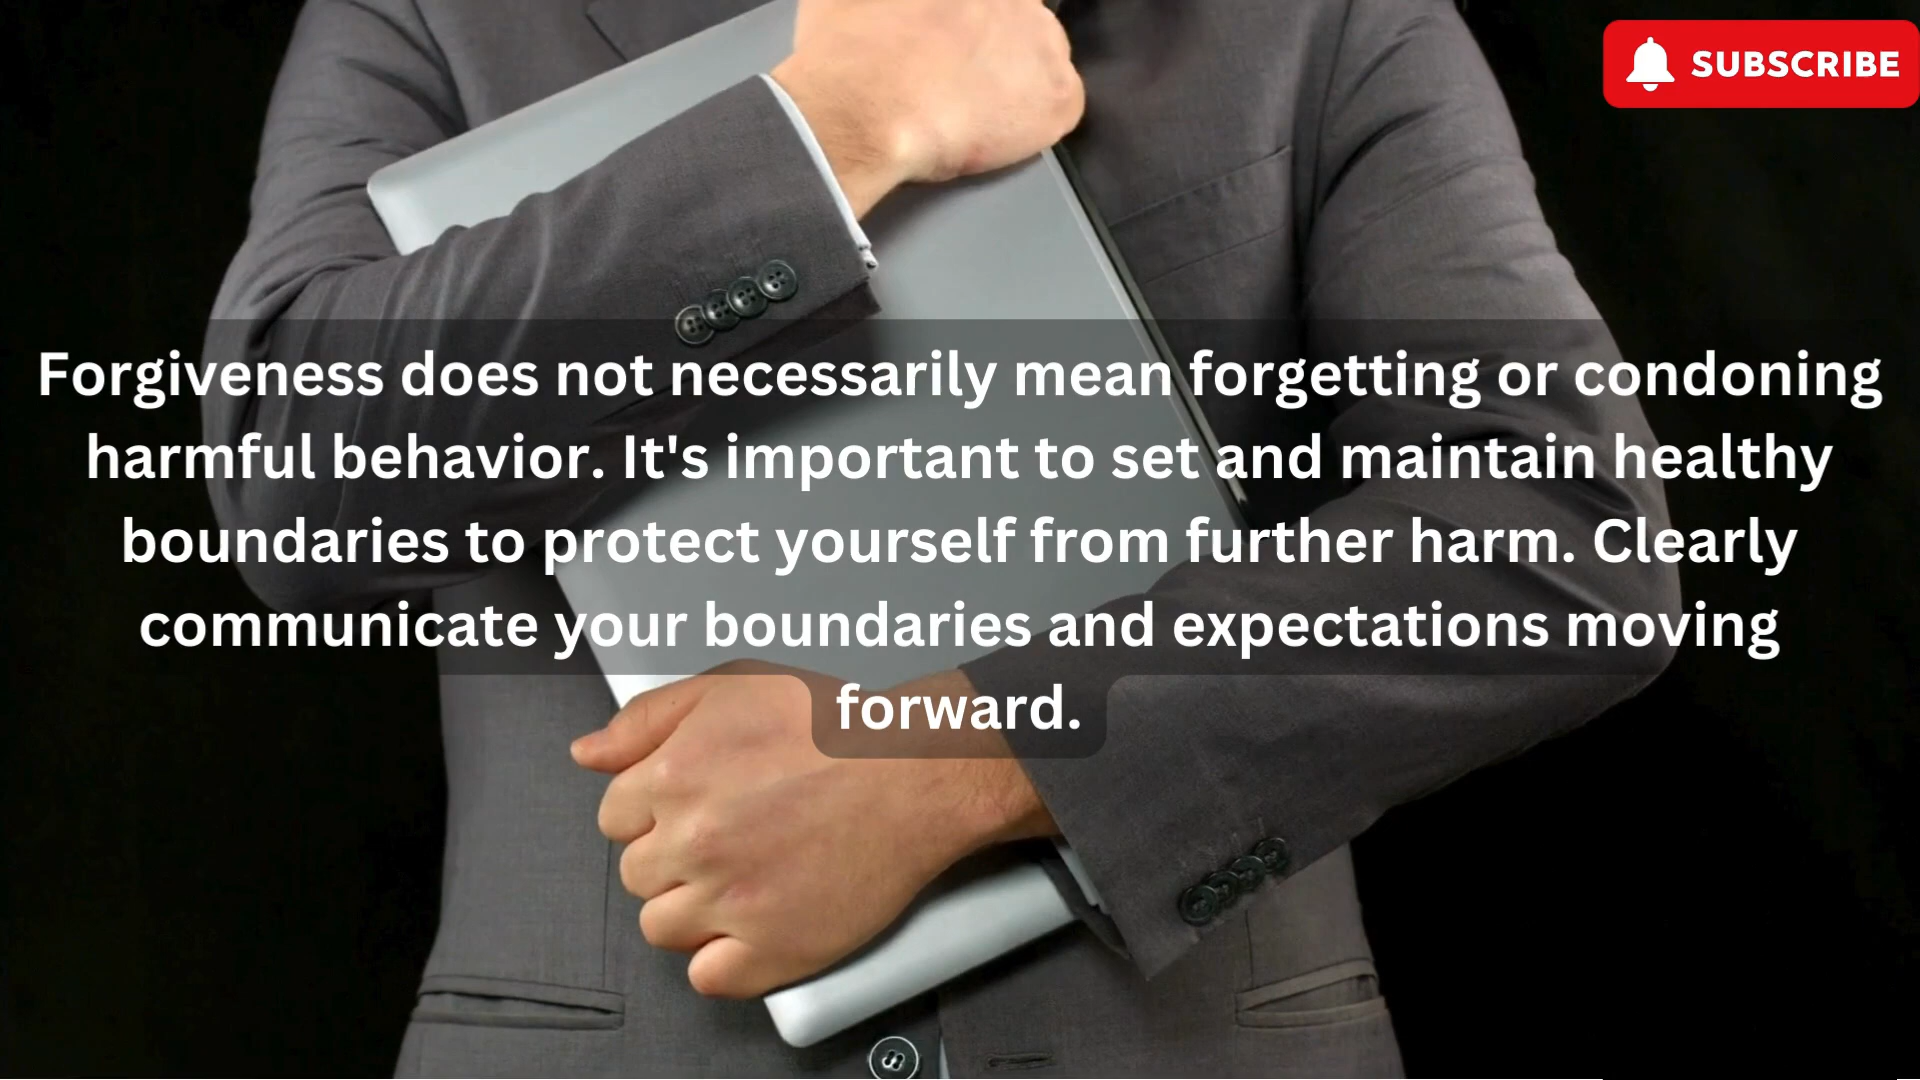 SUBSCRIBE
Forgiveness does not necessarily mean forgetting or condoning
harmful behavior. It's important to set and maintain healthy
boundaries to protect yourself from further harm. Clearly
communicate your boundaries and expectations moving
forward.